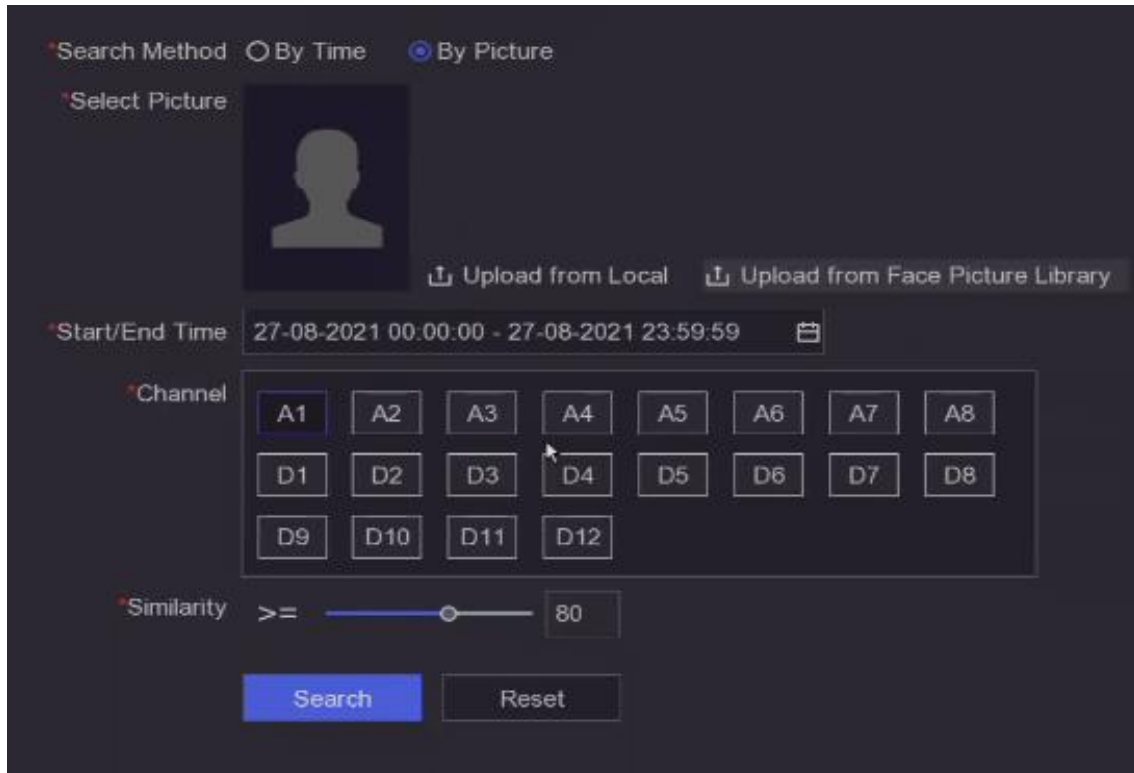 *Search Method By Time By Picture
*Select Picture
Upload from Local Upload from Face Picture Library
*Start/End Time 27-08-2021 00:00:00 - 27-08-2021 23:59:59
*Channel
A1 A2 A3 A4 A5 A6 A7 A8
D1 D2 D3 D4 D5 D6 D7 D8
D9 D10 D11 D12
*Similarity >= 80
Search Reset